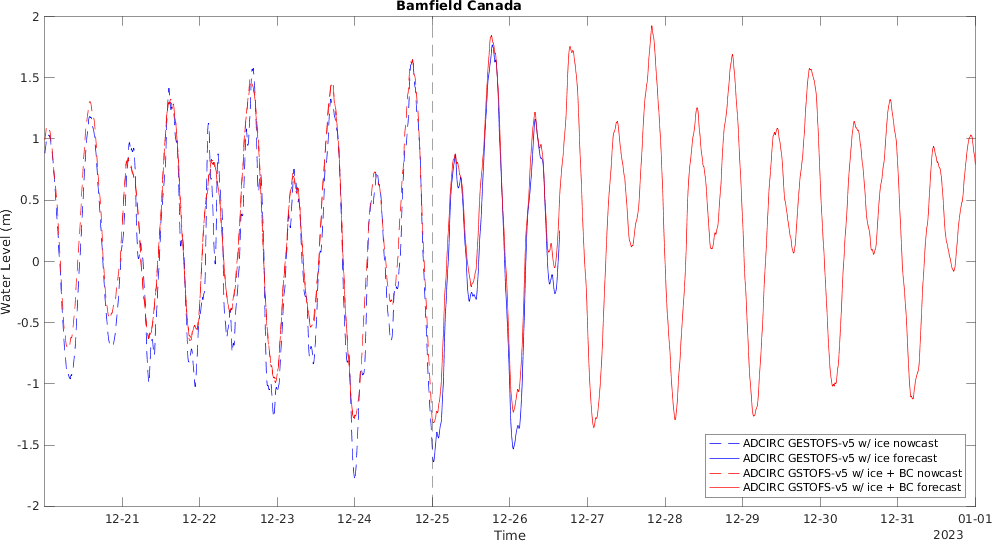 Bamfield Canada
2
1.5
1
0.5
0
-0.5
-1
-1.5
-2
Water Level (m)
ADCIRC GESTOFS-v5 w/ ice nowcast
ADCIRC GESTOFS-v5 w/ ice forecast
ADCIRC GSTOFS-v5 w/ ice + BC nowcast
ADCIRC GSTOFS-v5 w/ ice + BC forecast
12-21 12-22 12-23 12-24 12-25 12-26 12-27 12-28 12-29 12-30 12-31 01-01
Time
2023